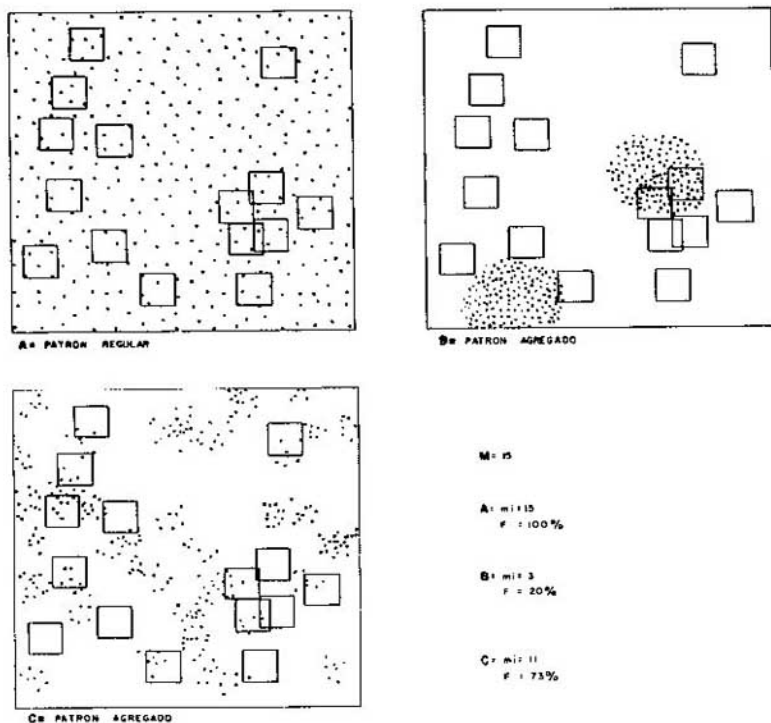 A= PATRON REGULAR
B= PATRON AGREGADO
C= PATRON AGREGADO
M= 15
A= mi=15
F = 100%
B= mi= 3
F = 20%
C= mi= 11
F = 73%